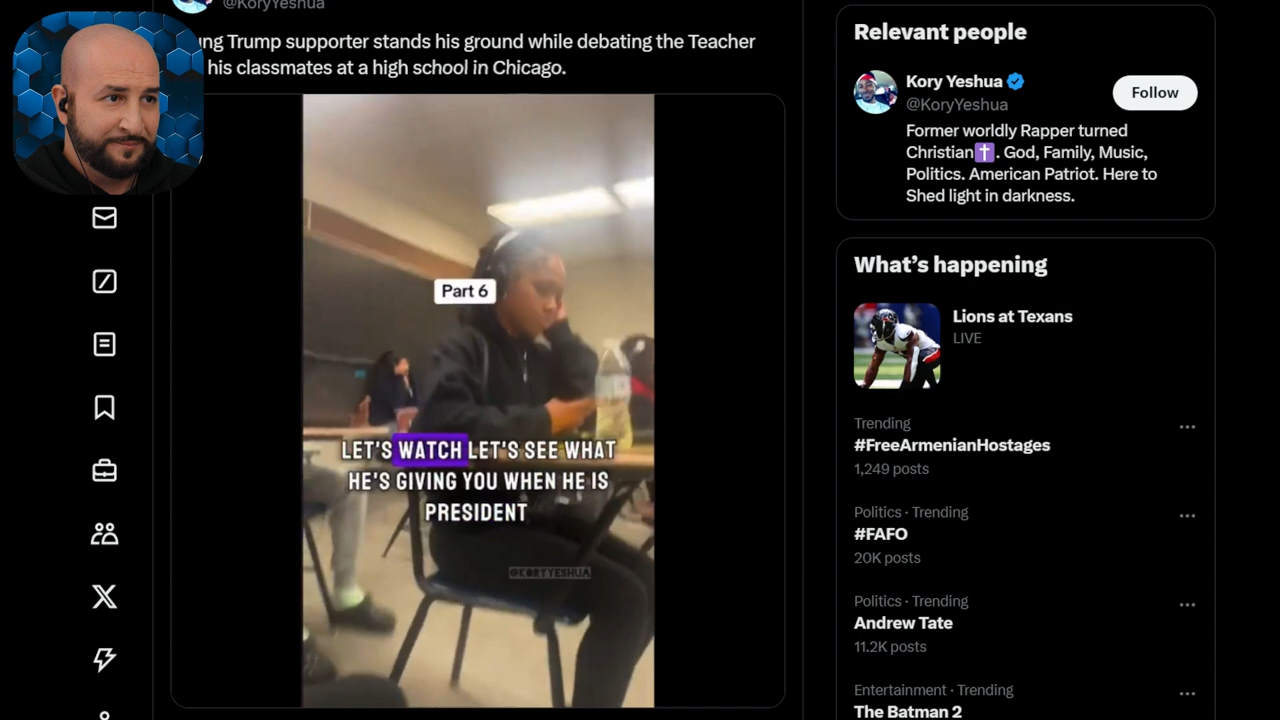 @KoryYeshua
ng Trump supporter stands his ground while debating the Teacher
his classmates at a high school in Chicago.
Part 6
LET'S WATCH LET'S SEE WHAT
HE'S GIVING YOU WHEN HE IS
PRESIDENT
@KORYYESHUA
Relevant people
Kory Yeshua
@KoryYeshua
Follow
Former worldly Rapper turned
Christian✝️. God, Family, Music,
Politics. American Patriot. Here to
Shed light in darkness.
What’s happening
Lions at Texans
LIVE
Trending
#FreeArmenianHostages
1,249 posts
Politics · Trending
#FAFO
20K posts
Politics · Trending
Andrew Tate
11.2K posts
Entertainment · Trending
The Batman 2